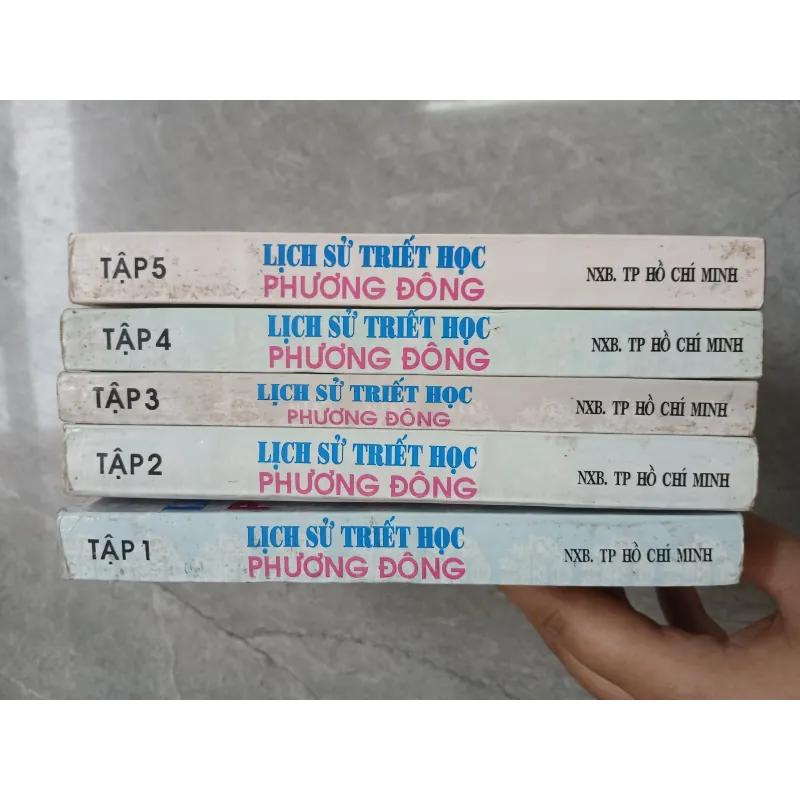 TẬP 5
LỊCH SỬ TRIẾT HỌC
PHƯƠNG ĐÔNG
NXB. TP HỒ CHÍ MINH
TẬP 4
LỊCH SỬ TRIẾT HỌC
PHƯƠNG ĐÔNG
NXB. TP HỒ CHÍ MINH
TẬP 3
LỊCH SỬ TRIẾT HỌC
PHƯƠNG ĐÔNG
NXB. TP HỒ CHÍ MINH
TẬP 2
LỊCH SỬ TRIẾT HỌC
PHƯƠNG ĐÔNG
NXB. TP HỒ CHÍ MINH
TẬP 1
LỊCH SỬ TRIẾT HỌC
PHƯƠNG ĐÔNG
NXB. TP HỒ CHÍ MINH